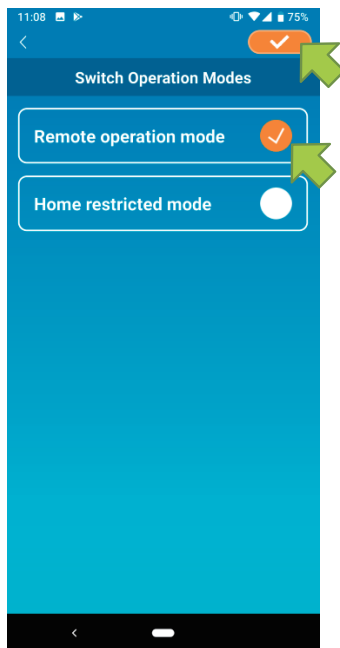 11:08 75%
Switch Operation Modes
Remote operation mode
Home restricted mode